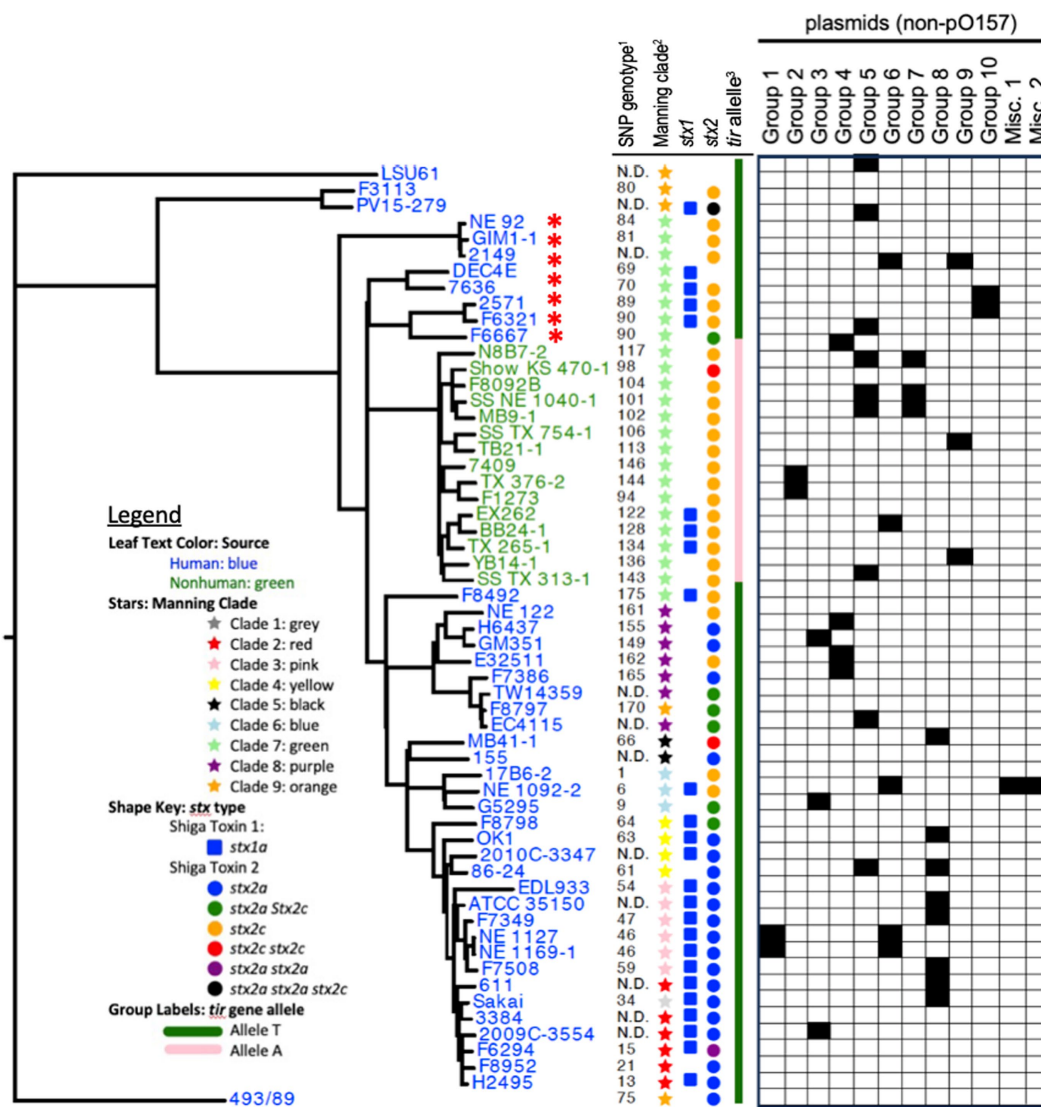 plasmids (non-pO157)
SNP genotype¹
Manning clade²
stx1
stx2
tir allelle³
Group 1
Group 2
Group 3
Group 4
Group 5
Group 6
Group 7
Group 8
Group 9
Group 10
Misc. 1
Misc. 2
LSU61 N.D.
F3113 80
PV15-279 N.D.
NE 92 84
GIM1-1 81
2149 N.D.
DEC4E 69
7636 70
2571 89
F6321 90
F6667 90
N8B7-2 117
Show KS 470-1 98
F8092B 104
SS NE 1040-1 101
MB9-1 102
SS TX 754-1 106
TB21-1 113
7409 146
TX 376-2 144
F1273 94
EX262 122
BB24-1 128
TX 265-1 134
YB14-1 136
SS TX 313-1 143
F8492 175
NE 122 161
H6437 155
GM351 149
E32511 162
F7386 165
TW14359 N.D.
F8797 170
EC4115 N.D.
MB41-1 66
155 N.D.
17B6-2 1
NE 1092-2 6
G5295 9
F8798 64
OK1 63
2010C-3347 N.D.
86-24 61
EDL933 54
ATCC 35150 N.D.
F7349 47
NE 1127 46
NE 1169-1 46
F7508 59
611 N.D.
Sakai 34
3384 N.D.
2009C-3554 N.D.
F6294 15
F8952 21
H2495 13
493/89 75
Legend
Leaf Text Color: Source
Human: blue
Nonhuman: green
Stars: Manning Clade
Clade 1: grey
Clade 2: red
Clade 3: pink
Clade 4: yellow
Clade 5: black
Clade 6: blue
Clade 7: green
Clade 8: purple
Clade 9: orange
Shape Key: stx type
Shiga Toxin 1:
stx1a
Shiga Toxin 2
stx2a
stx2a Stx2c
stx2c
stx2c stx2c
stx2a stx2a
stx2a stx2a stx2c
Group Labels: tir gene allele
Allele T
Allele A